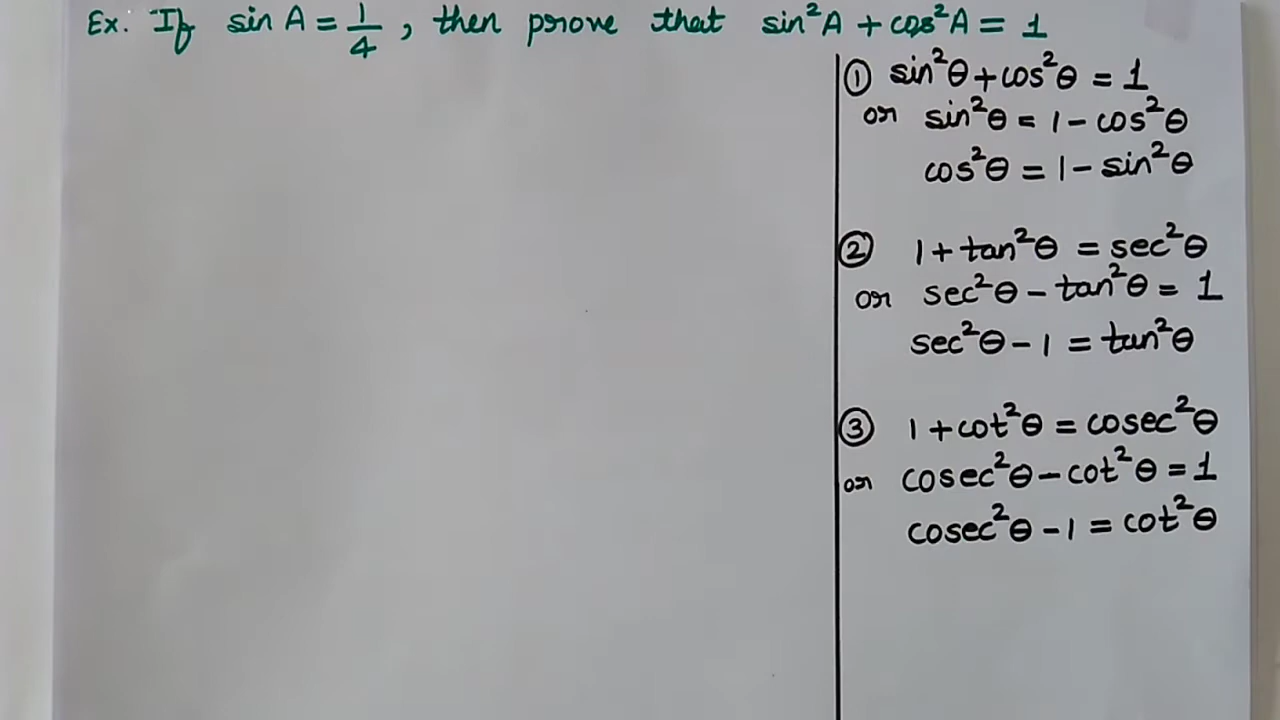 Ex. If sin A = 1/4, then prove that sin²A + cos²A = 1
① sin²θ + cos²θ = 1
or sin²θ = 1 - cos²θ
cos²θ = 1 - sin²θ
② 1 + tan²θ = sec²θ
or sec²θ - tan²θ = 1
sec²θ - 1 = tan²θ
③ 1 + cot²θ = cosec²θ
or cosec²θ - cot²θ = 1
cosec²θ - 1 = cot²θ